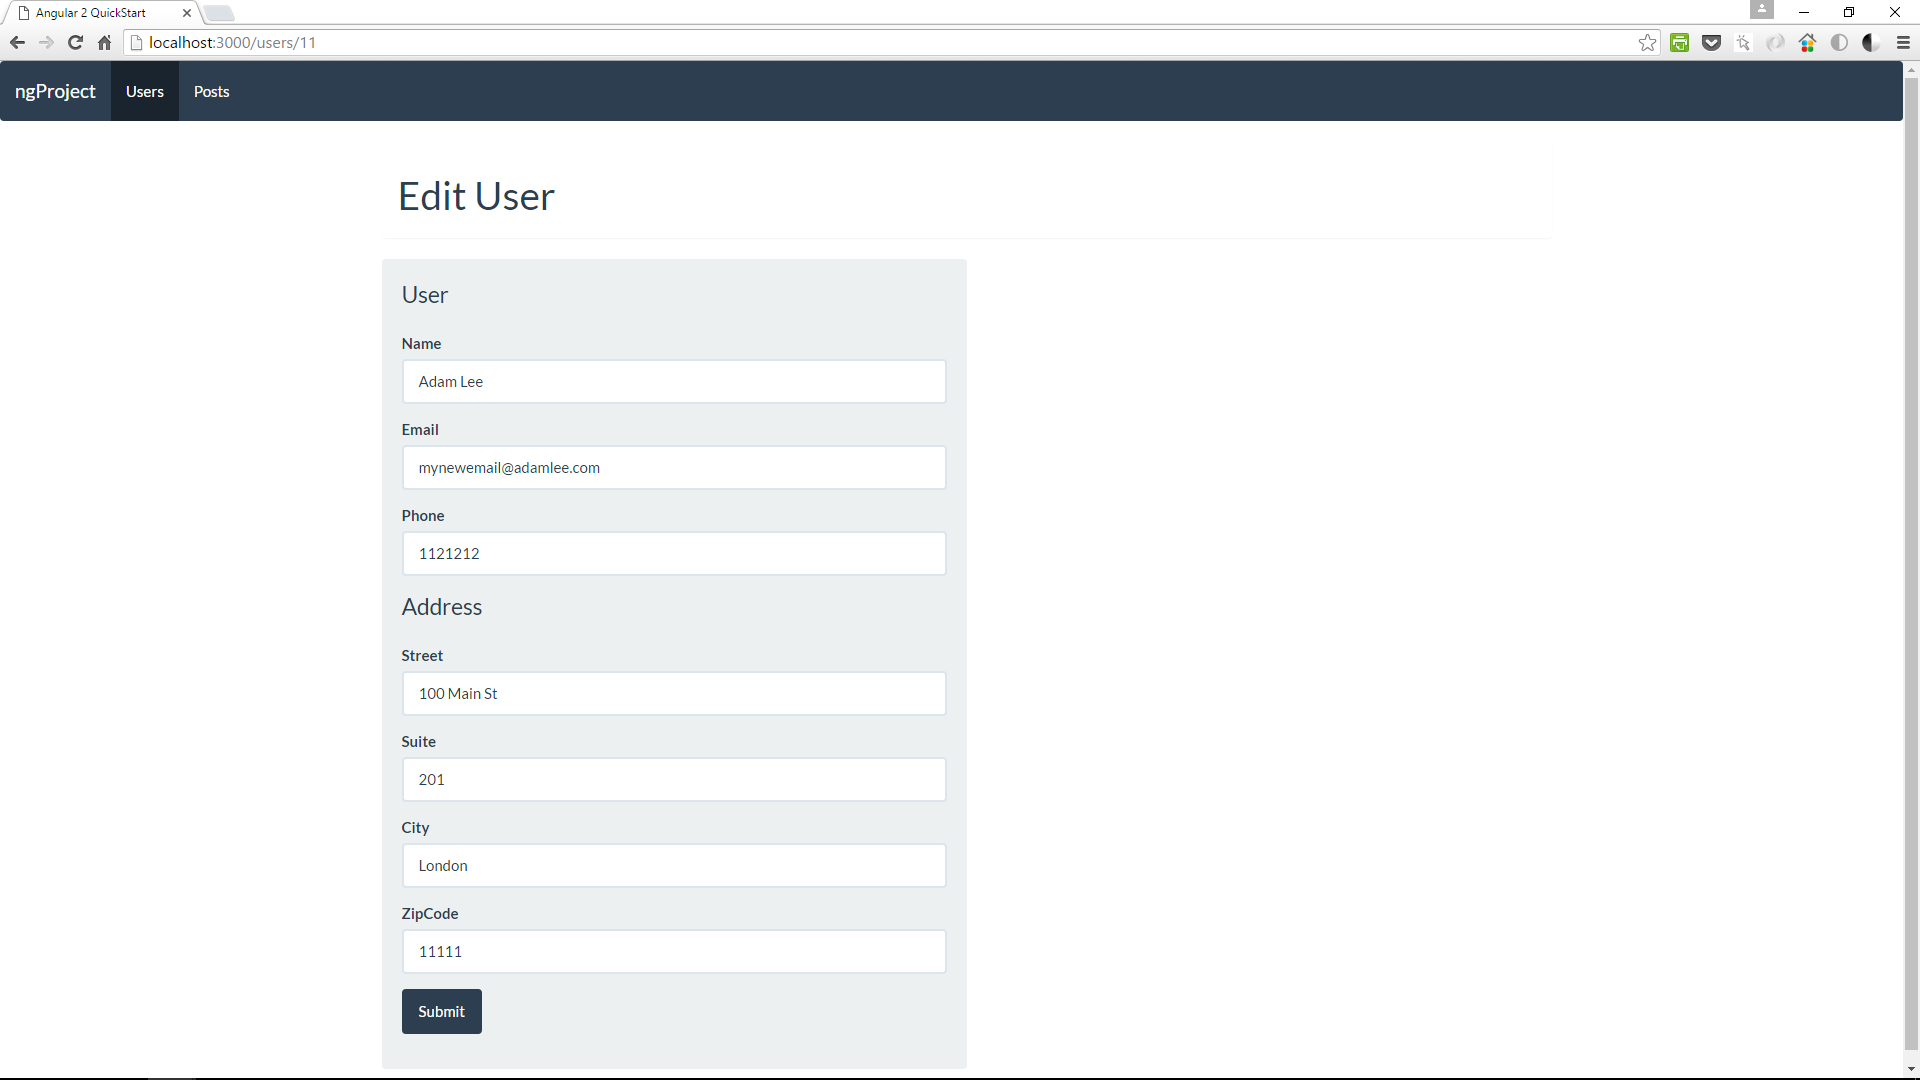 Angular 2 QuickStart
localhost:3000/users/11
ngProject Users Posts
Edit User
User
Name
Adam Lee
Email
mynewemail@adamlee.com
Phone
1121212
Address
Street
100 Main St
Suite
201
City
London
ZipCode
11111
Submit